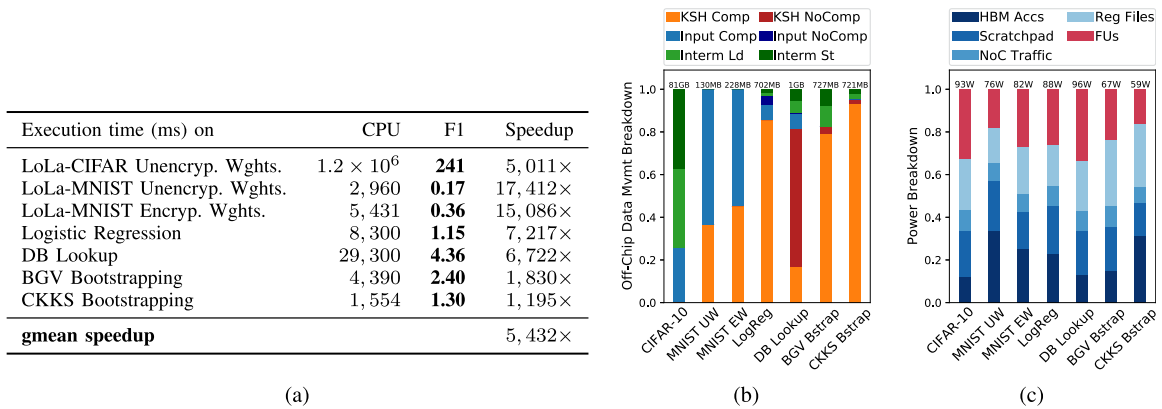 Execution time (ms) on CPU F1 Speedup
LoLa-CIFAR Unencryp. Wghts. 1.2 × 10⁶ 241 5,011×
LoLa-MNIST Unencryp. Wghts. 2,960 0.17 17,412×
LoLa-MNIST Encryp. Wghts. 5,431 0.36 15,086×
Logistic Regression 8,300 1.15 7,217×
DB Lookup 29,300 4.36 6,722×
BGV Bootstrapping 4,390 2.40 1,830×
CKKS Bootstrapping 1,554 1.30 1,195×
gmean speedup 5,432×
(a)
KSH Comp KSH NoComp
Input Comp Input NoComp
Interm Ld Interm St
Off-Chip Data Mvmt Breakdown
81GB 130MB 228MB 702MB 1GB 727MB 721MB
1.0
0.8
0.6
0.4
0.2
0.0
CIFAR-10 MNIST UW MNIST EW LogReg DB Lookup BGV Bstrap CKKS Bstrap
(b)
HBM Accs Reg Files
Scratchpad FUs
NoC Traffic
Power Breakdown
93W 76W 82W 88W 96W 67W 59W
1.0
0.8
0.6
0.4
0.2
0.0
CIFAR-10 MNIST UW MNIST EW LogReg DB Lookup BGV Bstrap CKKS Bstrap
(c)